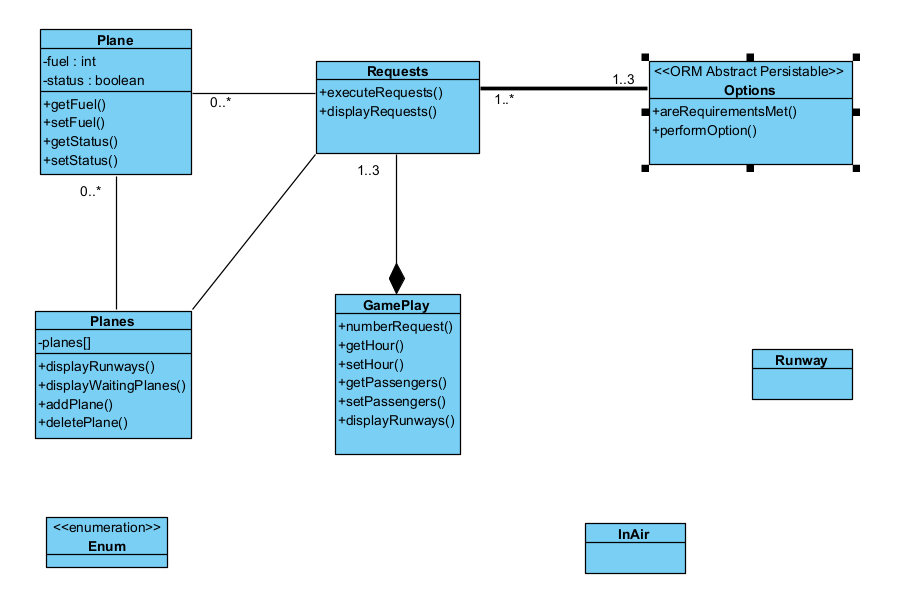 Plane
-fuel : int
-status : boolean
+getFuel()
+setFuel()
+getStatus()
+setStatus()
0..*
0..*
Requests
+executeRequests()
+displayRequests()
1..3
1..*
1..3
<<ORM Abstract Persistable>>
Options
+areRequirementsMet()
+performOption()
Planes
-planes[]
+displayRunways()
+displayWaitingPlanes()
+addPlane()
+deletePlane()
GamePlay
+numberRequest()
+getHour()
+setHour()
+getPassengers()
+setPassengers()
+displayRunways()
Runway
<<enumeration>>
Enum
InAir